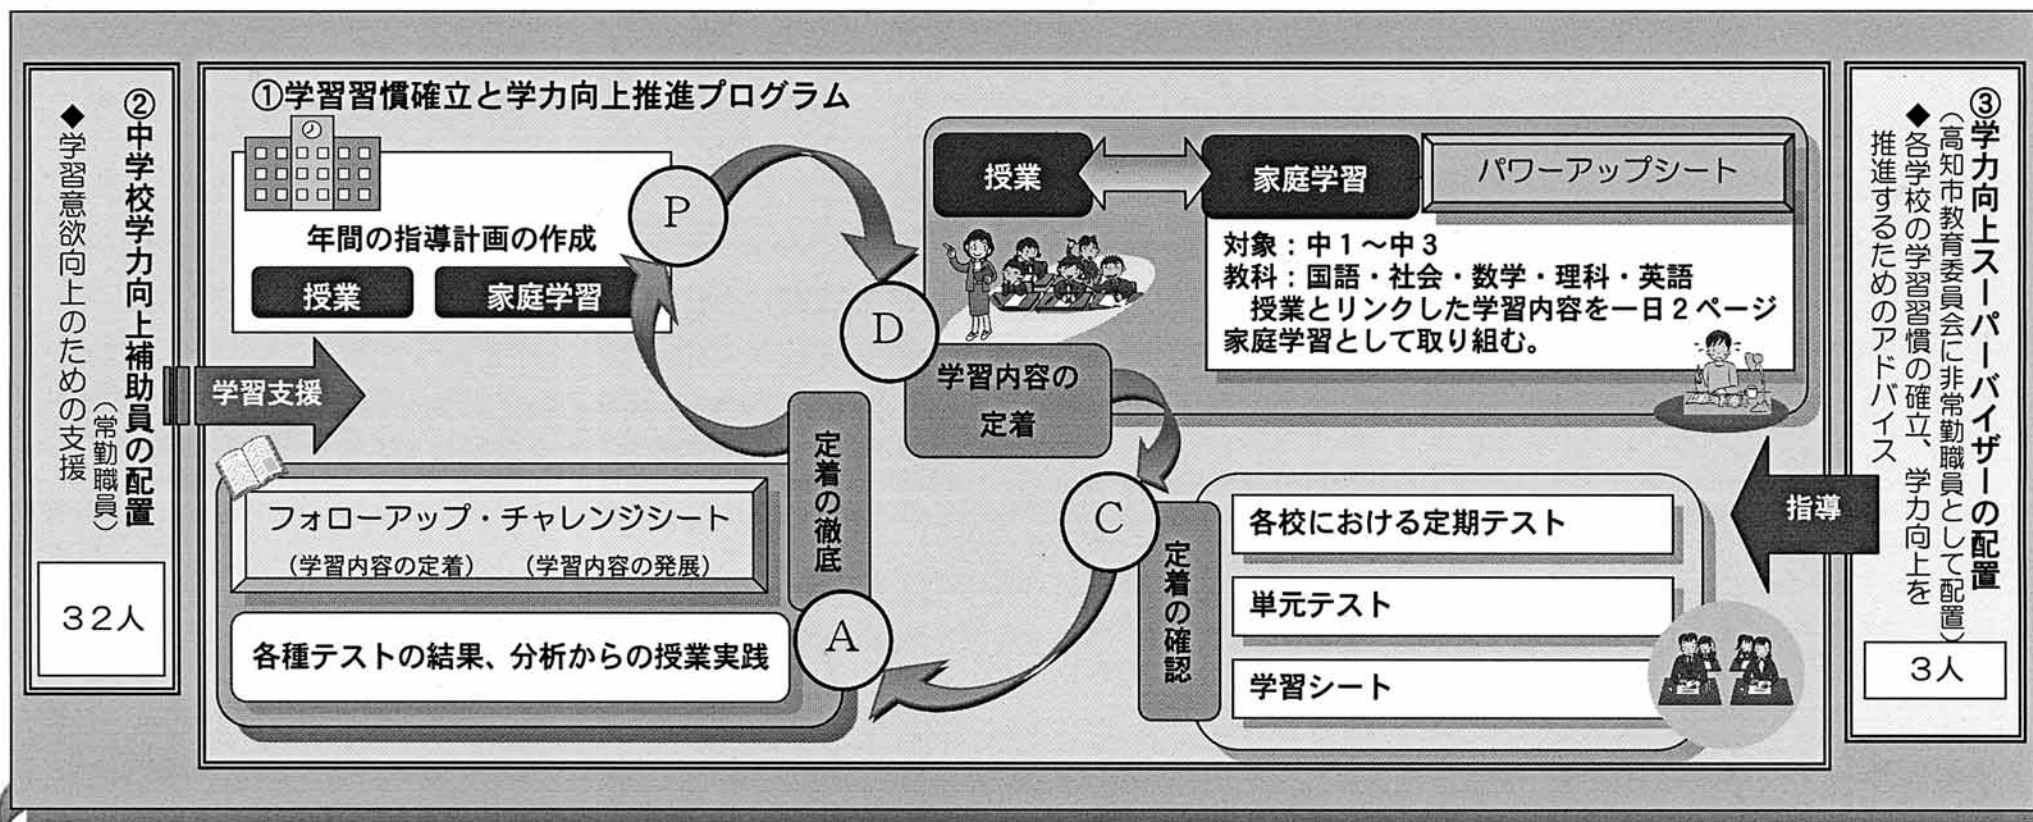 ②中学校学力向上補助員の配置
（常勤職員）
◆学習意欲向上のための支援
32人
①学習習慣確立と学力向上推進プログラム
年間の指導計画の作成
授業
家庭学習
学習支援
P
D
学習内容の
定着
授業
家庭学習
パワーアップシート
対象：中1～中3
教科：国語・社会・数学・理科・英語
授業とリンクした学習内容を一日2ページ
家庭学習として取り組む。
C
定着の確認
各校における定期テスト
単元テスト
学習シート
A
定着の徹底
フォローアップ・チャレンジシート
（学習内容の定着）　（学習内容の発展）
各種テストの結果、分析からの授業実践
指導
③学力向上スーパーバイザーの配置
（高知市教育委員会に非常勤職員として配置）
◆各学校の学習習慣の確立、学力向上を
推進するためのアドバイス
3人